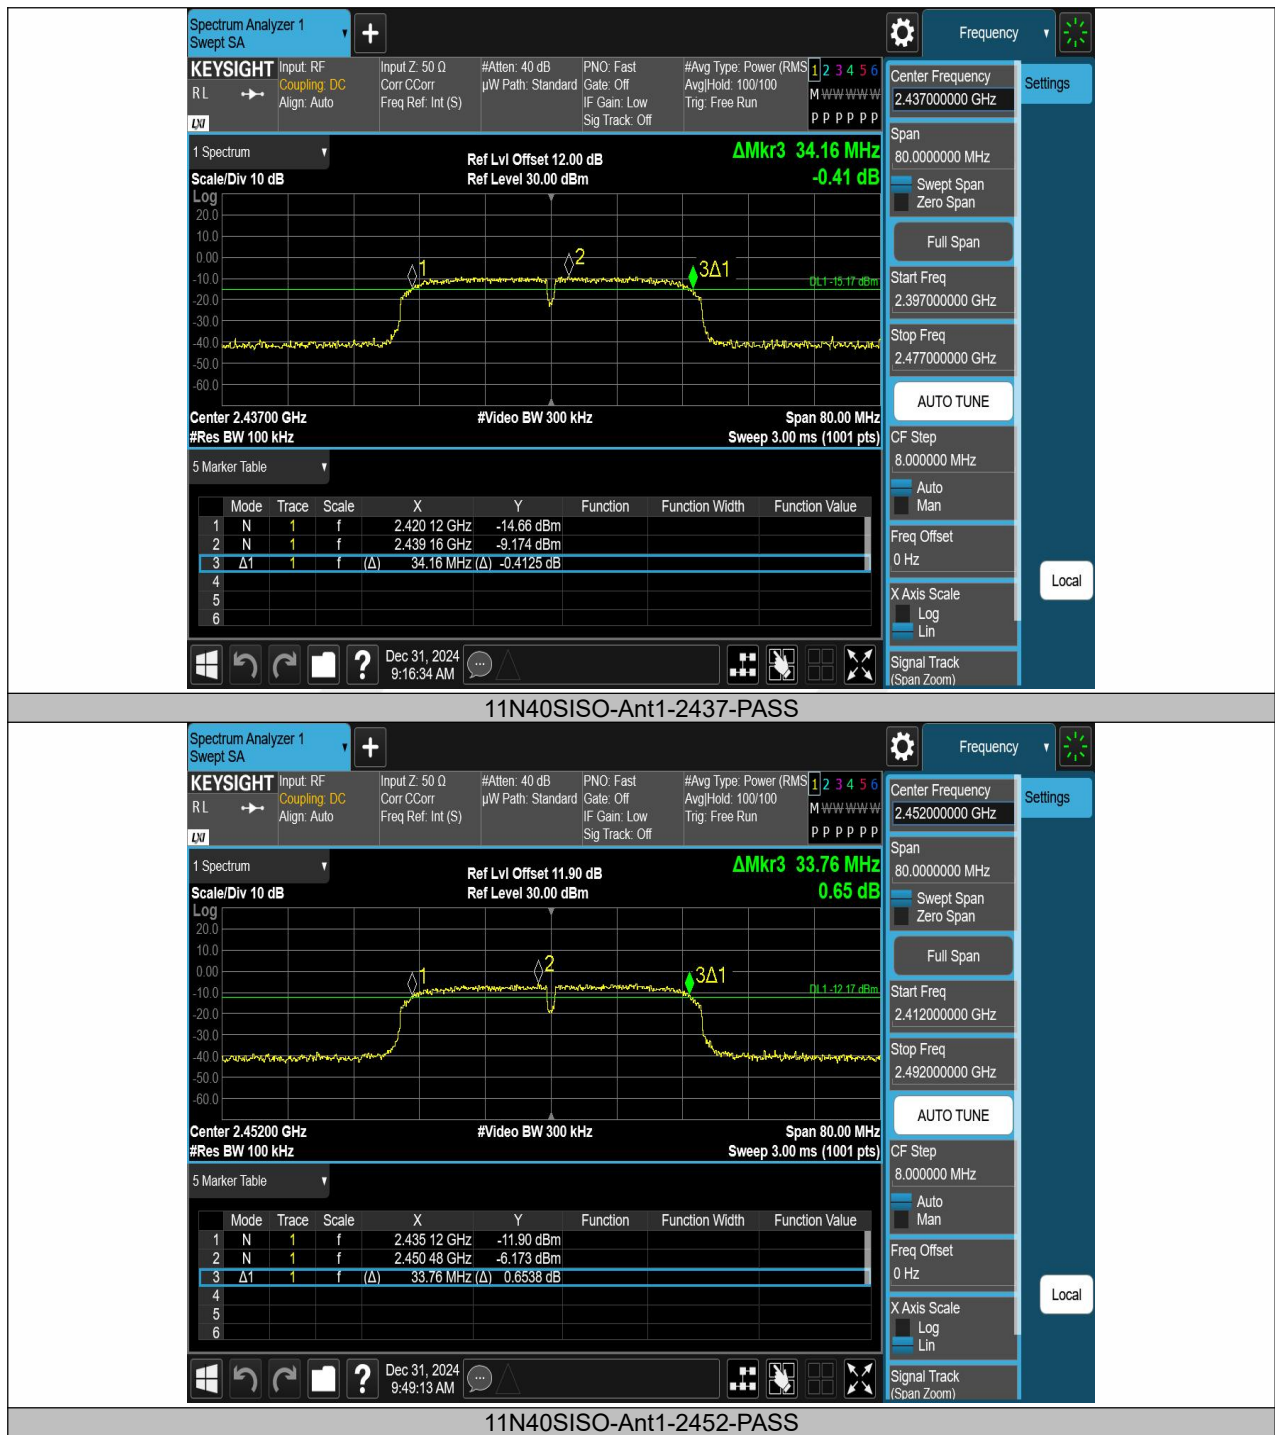 Spectrum Analyzer 1
Swept SA
+
Frequency
KEYSIGHT
RL
LXI
Input: RF
Coupling: DC
Align: Auto
Input Z: 50 Ω
Corr CCorr
Freq Ref: Int (S)
#Atten: 40 dB
µW Path: Standard
PNO: Fast
Gate: Off
IF Gain: Low
Sig Track: Off
#Avg Type: Power (RMS
Avg|Hold: 100/100
Trig: Free Run
1 2 3 4 5 6
M W W W W W
P P P P P P
Center Frequency
2.437000000 GHz
Settings
Span
80.0000000 MHz
Swept Span
Zero Span
Full Span
Start Freq
2.397000000 GHz
Stop Freq
2.477000000 GHz
AUTO TUNE
CF Step
8.000000 MHz
Auto
Man
Freq Offset
0 Hz
X Axis Scale
Log
Lin
Signal Track
(Span Zoom)
Local
1 Spectrum
Scale/Div 10 dB
Ref Lvl Offset 12.00 dB
Ref Level 30.00 dBm
ΔMkr3 34.16 MHz
-0.41 dB
Log
20.0
10.0
0.00
-10.0
-20.0
-30.0
-40.0
-50.0
-60.0
1
2
3Δ1
DL1 -15.17 dBm
Center 2.43700 GHz
#Video BW 300 kHz
Span 80.00 MHz
#Res BW 100 kHz
Sweep 3.00 ms (1001 pts)
5 Marker Table
Mode Trace Scale X Y Function Function Width Function Value
1 N 1 f 2.420 12 GHz -14.66 dBm
2 N 1 f 2.439 16 GHz -9.174 dBm
3 Δ1 1 f (Δ) 34.16 MHz (Δ) -0.4125 dB
4
5
6
?
Dec 31, 2024
9:16:34 AM
11N40SISO-Ant1-2437-PASS
Spectrum Analyzer 1
Swept SA
+
Frequency
KEYSIGHT
RL
LXI
Input: RF
Coupling: DC
Align: Auto
Input Z: 50 Ω
Corr CCorr
Freq Ref: Int (S)
#Atten: 40 dB
µW Path: Standard
PNO: Fast
Gate: Off
IF Gain: Low
Sig Track: Off
#Avg Type: Power (RMS
Avg|Hold: 100/100
Trig: Free Run
1 2 3 4 5 6
M W W W W W
P P P P P P
Center Frequency
2.452000000 GHz
Settings
Span
80.0000000 MHz
Swept Span
Zero Span
Full Span
Start Freq
2.412000000 GHz
Stop Freq
2.492000000 GHz
AUTO TUNE
CF Step
8.000000 MHz
Auto
Man
Freq Offset
0 Hz
X Axis Scale
Log
Lin
Signal Track
(Span Zoom)
Local
1 Spectrum
Scale/Div 10 dB
Ref Lvl Offset 11.90 dB
Ref Level 30.00 dBm
ΔMkr3 33.76 MHz
0.65 dB
Log
20.0
10.0
0.00
-10.0
-20.0
-30.0
-40.0
-50.0
-60.0
1
2
3Δ1
DL1 -12.17 dBm
Center 2.45200 GHz
#Video BW 300 kHz
Span 80.00 MHz
#Res BW 100 kHz
Sweep 3.00 ms (1001 pts)
5 Marker Table
Mode Trace Scale X Y Function Function Width Function Value
1 N 1 f 2.435 12 GHz -11.90 dBm
2 N 1 f 2.450 48 GHz -6.173 dBm
3 Δ1 1 f (Δ) 33.76 MHz (Δ) 0.6538 dB
4
5
6
?
Dec 31, 2024
9:49:13 AM
11N40SISO-Ant1-2452-PASS